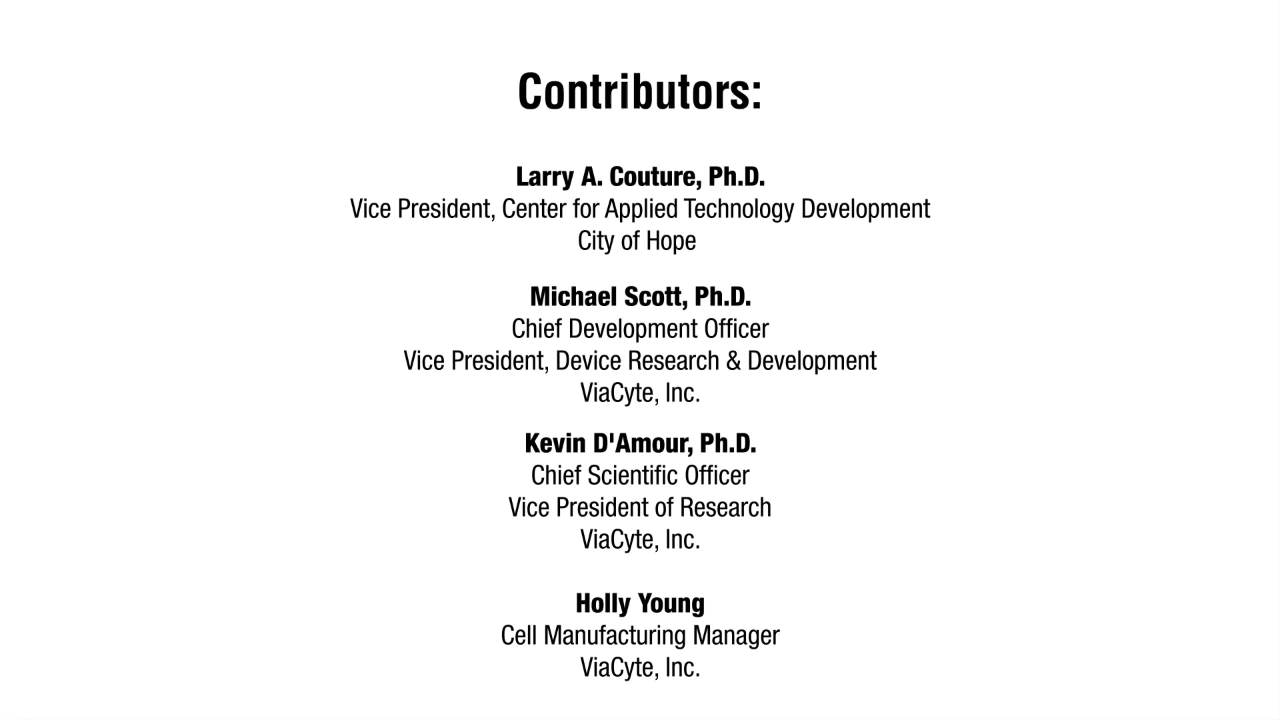 Contributors:
Larry A. Couture, Ph.D.
Vice President, Center for Applied Technology Development
City of Hope
Michael Scott, Ph.D.
Chief Development Officer
Vice President, Device Research & Development
ViaCyte, Inc.
Kevin D'Amour, Ph.D.
Chief Scientific Officer
Vice President of Research
ViaCyte, Inc.
Holly Young
Cell Manufacturing Manager
ViaCyte, Inc.